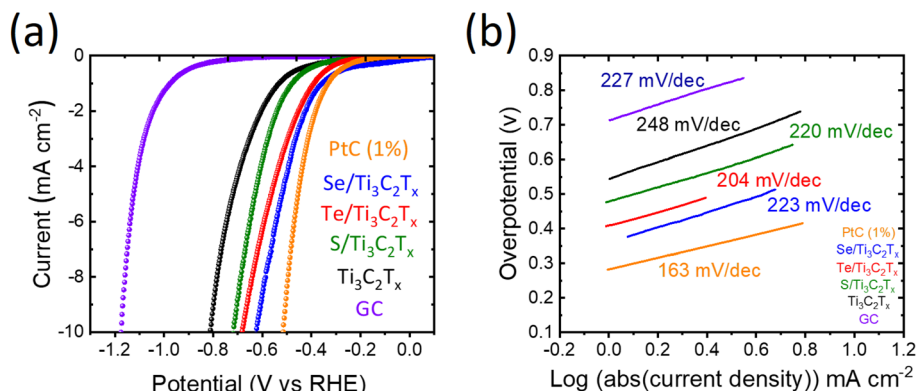 (a)
Current (mA cm⁻²)
0
-2
-4
-6
-8
-10
PtC (1%)
Se/Ti₃C₂Tₓ
Te/Ti₃C₂Tₓ
S/Ti₃C₂Tₓ
Ti₃C₂Tₓ
GC
-1.2 -1.0 -0.8 -0.6 -0.4 -0.2 0.0
Potential (V vs RHE)
(b)
Overpotential (v)
0.9
0.8
0.7
0.6
0.5
0.4
0.3
0.2
0.1
227 mV/dec
248 mV/dec
220 mV/dec
204 mV/dec
223 mV/dec
163 mV/dec
PtC (1%)
Se/Ti₃C₂Tₓ
Te/Ti₃C₂Tₓ
S/Ti₃C₂Tₓ
Ti₃C₂Tₓ
GC
-0.2 0.0 0.2 0.4 0.6 0.8 1.0 1.2
Log (abs(current density)) mA cm⁻²